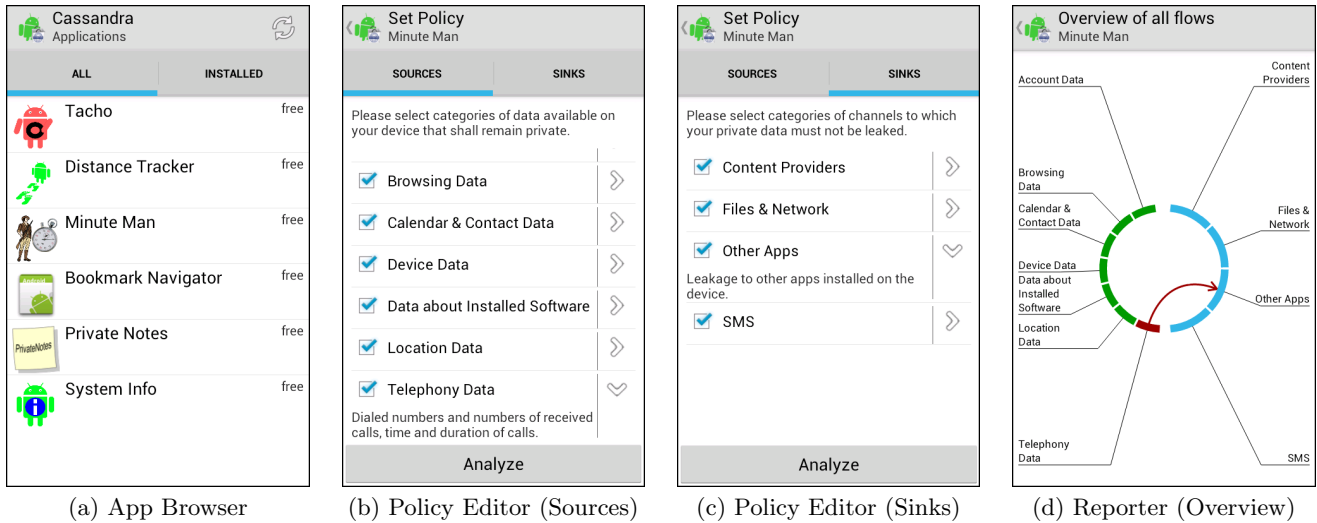 Cassandra
Applications
ALL
INSTALLED
Tacho
free
Distance Tracker
free
Minute Man
free
Bookmark Navigator
free
Private Notes
free
PrivateNotes
System Info
free
(a) App Browser
Set Policy
Minute Man
SOURCES
SINKS
Please select categories of data available on
your device that shall remain private.
Browsing Data
Calendar & Contact Data
Device Data
Data about Installed Software
Location Data
Telephony Data
Dialed numbers and numbers of received
calls, time and duration of calls.
Analyze
(b) Policy Editor (Sources)
Set Policy
Minute Man
SOURCES
SINKS
Please select categories of channels to which
your private data must not be leaked.
Content Providers
Files & Network
Other Apps
Leakage to other apps installed on the
device.
SMS
Analyze
(c) Policy Editor (Sinks)
Overview of all flows
Minute Man
Account Data
Content
Providers
Browsing
Data
Calendar &
Contact Data
Files &
Network
Device Data
Data about
Installed
Software
Other Apps
Location
Data
Telephony
Data
SMS
(d) Reporter (Overview)